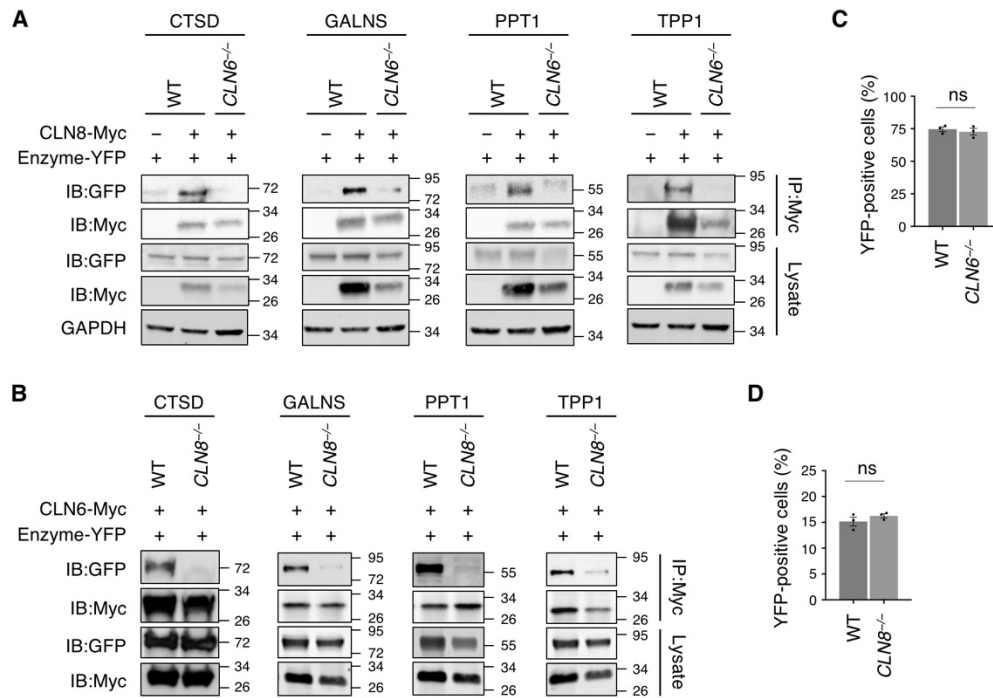 A
CTSD GALNS PPT1 TPP1
WT CLN6–/– WT CLN6–/– WT CLN6–/– WT CLN6–/–
CLN8-Myc – + + – + + – + + – + +
Enzyme-YFP + + + + + + + + + + + +
IB:GFP 72 95 72 55 95 72
IB:Myc 34 26 34 26 34 26 34 26
IP:Myc
IB:GFP 72 95 72 55 95 72
IB:Myc 34 26 34 26 34 26 34 26
GAPDH 34 34 34 34
Lysate
C
YFP-positive cells (%)
100
75
50
25
0
ns
WT CLN6–/–
B
CTSD GALNS PPT1 TPP1
WT CLN8–/– WT CLN8–/– WT CLN8–/– WT CLN8–/–
CLN6-Myc + + + + + + + +
Enzyme-YFP + + + + + + + +
IB:GFP 72 95 72 55 95 72
IB:Myc 34 26 34 26 34 26 34 26
IP:Myc
IB:GFP 72 95 72 55 95 72
IB:Myc 34 26 34 26 34 26 34 26
Lysate
D
YFP-positive cells (%)
25
20
15
10
5
0
ns
WT CLN8–/–